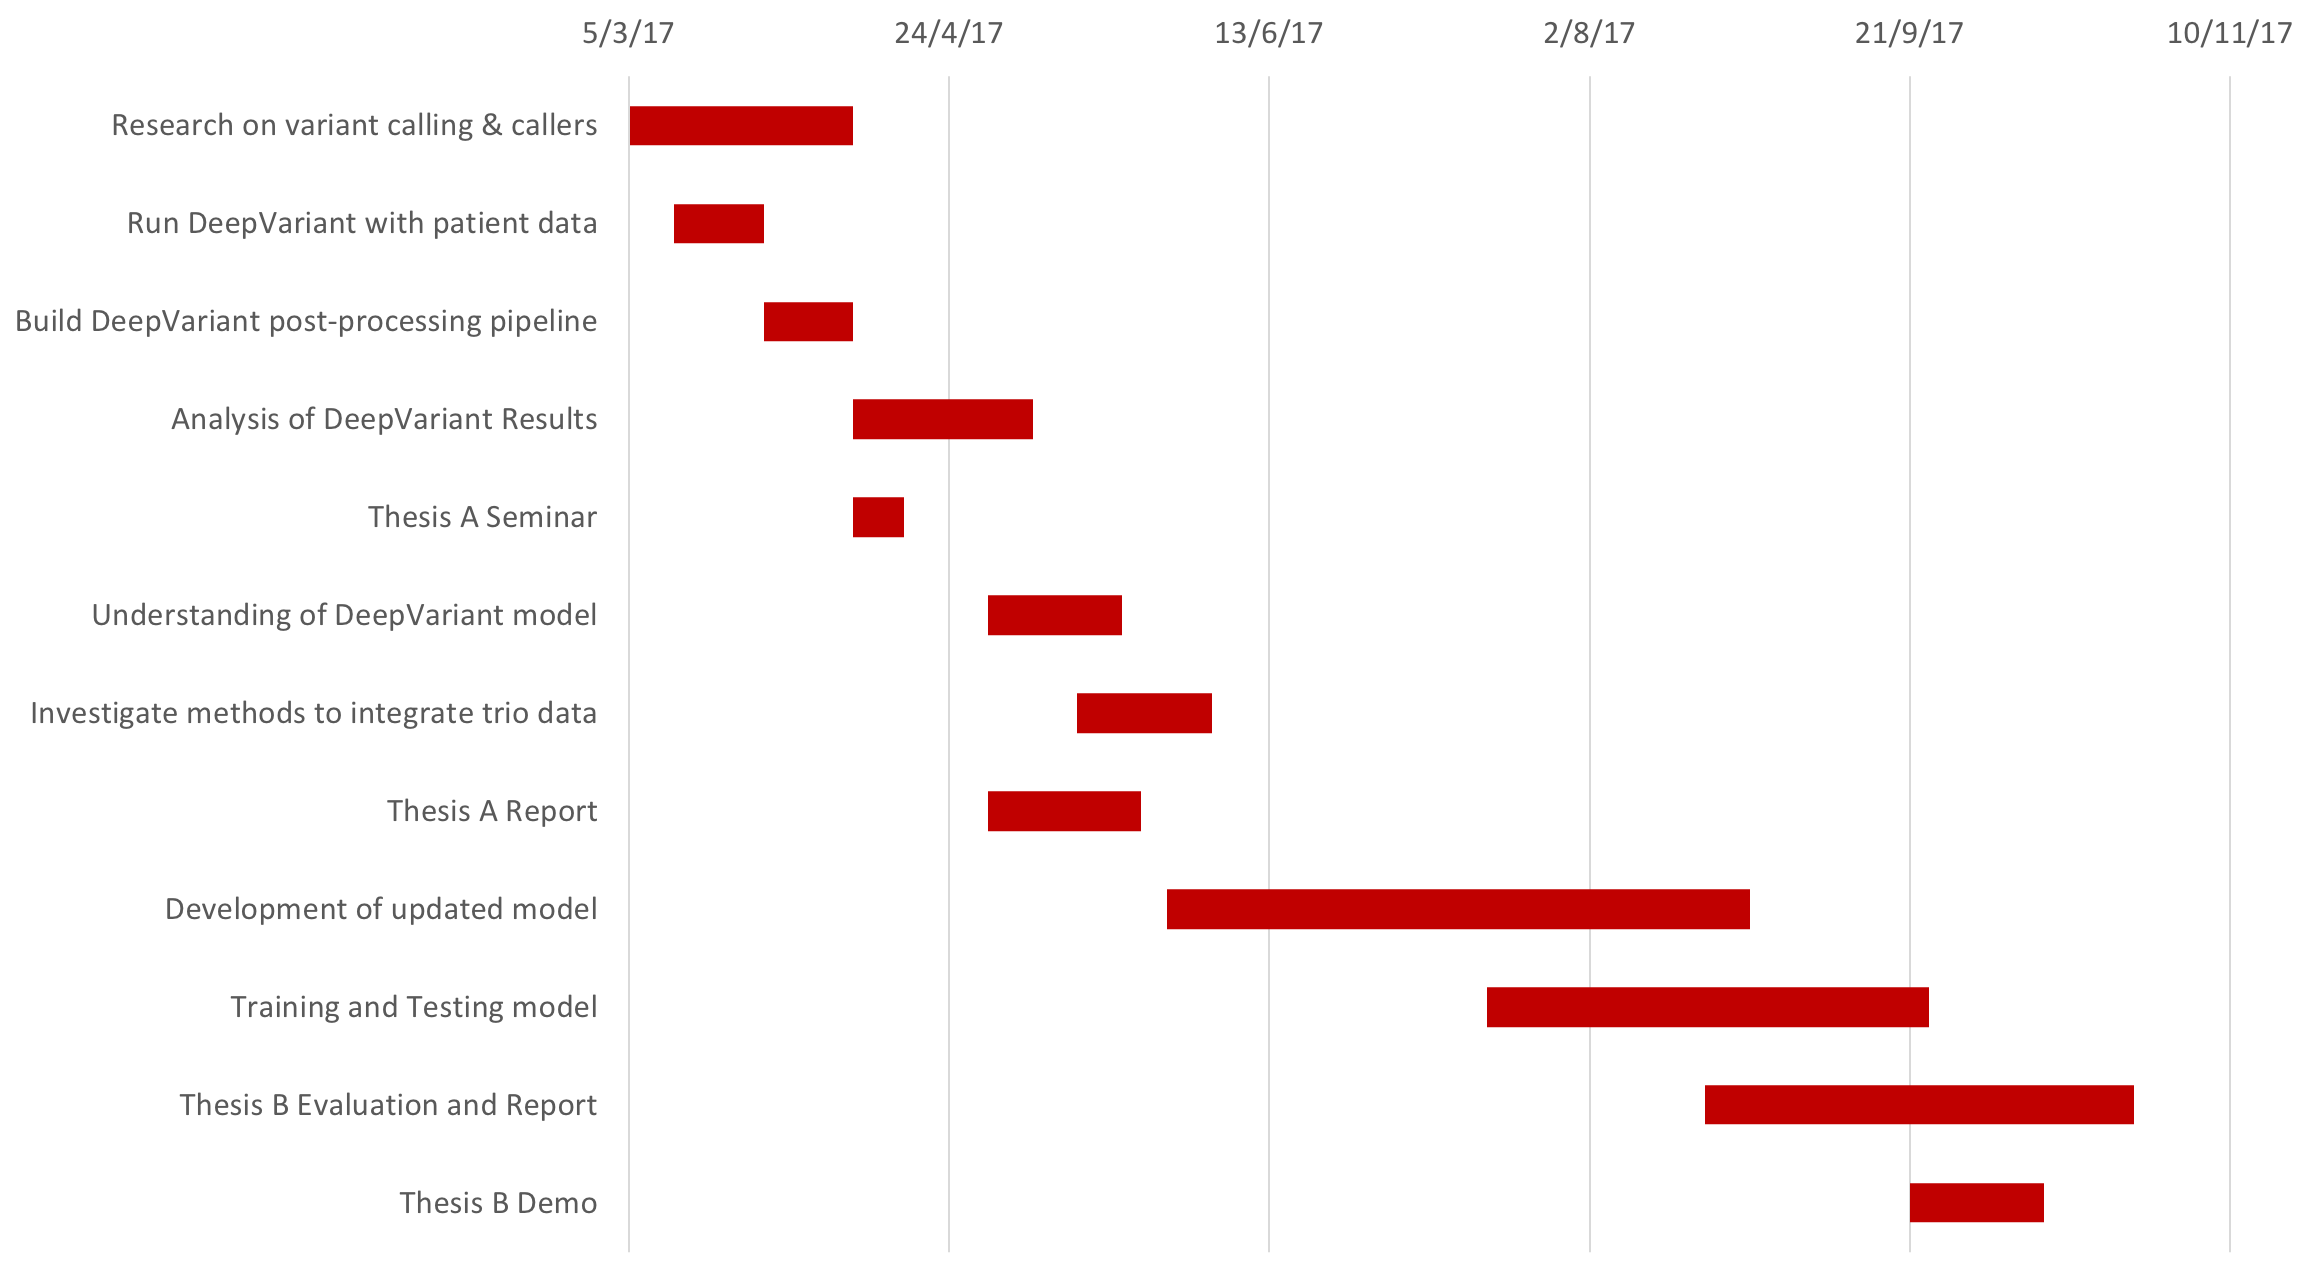 5/3/17 24/4/17 13/6/17 2/8/17 21/9/17 10/11/17
Research on variant calling & callers
Run DeepVariant with patient data
Build DeepVariant post-processing pipeline
Analysis of DeepVariant Results
Thesis A Seminar
Understanding of DeepVariant model
Investigate methods to integrate trio data
Thesis A Report
Development of updated model
Training and Testing model
Thesis B Evaluation and Report
Thesis B Demo